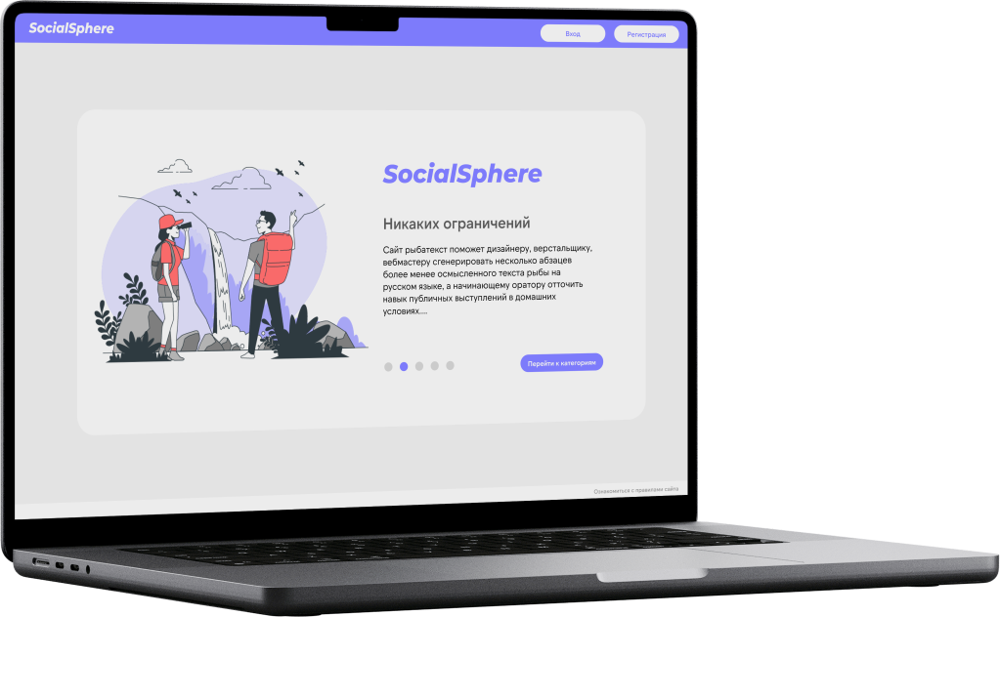 SocialSphere
Вход
Регистрация
SocialSphere
Никаких ограничений
Сайт рыбатекст поможет дизайнеру, верстальщику,
вебмастеру сгенерировать несколько абзацев
более менее осмысленного текста рыбы на
русском языке, а начинающему оратору отточить
навык публичных выступлений в домашних
условиях....
Перейти к категориям
Ознакомиться с правилами сайта